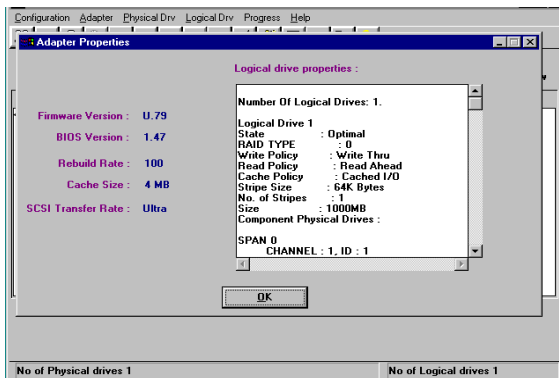 Configuration Adapter Physical Drv Logical Drv Progress Help
Adapter Properties
Logical drive properties :
Firmware Version : U.79
BIOS Version : 1.47
Rebuild Rate : 100
Cache Size : 4 MB
SCSI Transfer Rate : Ultra
Number Of Logical Drives: 1.
Logical Drive 1
State : Optimal
RAID TYPE : 0
Write Policy : Write Thru
Read Policy : Read Ahead
Cache Policy : Cached I/O
Stripe Size : 64K Bytes
No. of Stripes : 1
Size : 1000MB
Component Physical Drives :
SPAN 0
CHANNEL : 1, ID : 1
OK
No of Physical drives 1
No of Logical drives 1